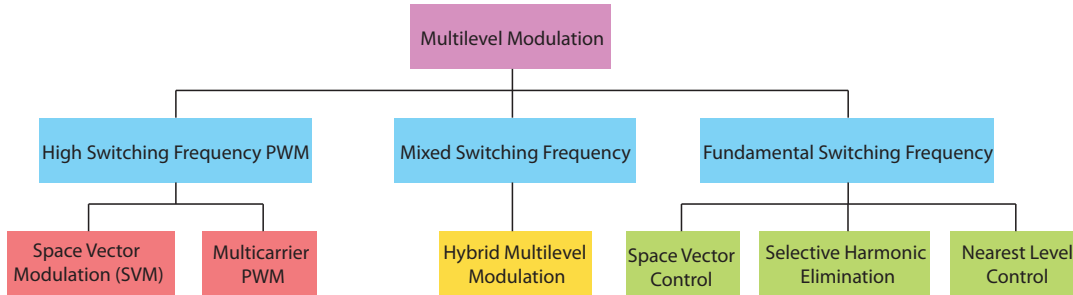 Multilevel Modulation
High Switching Frequency PWM
Mixed Switching Frequency
Fundamental Switching Frequency
Space Vector
Modulation (SVM)
Multicarrier
PWM
Hybrid Multilevel
Modulation
Space Vector
Control
Selective Harmonic
Elimination
Nearest Level
Control